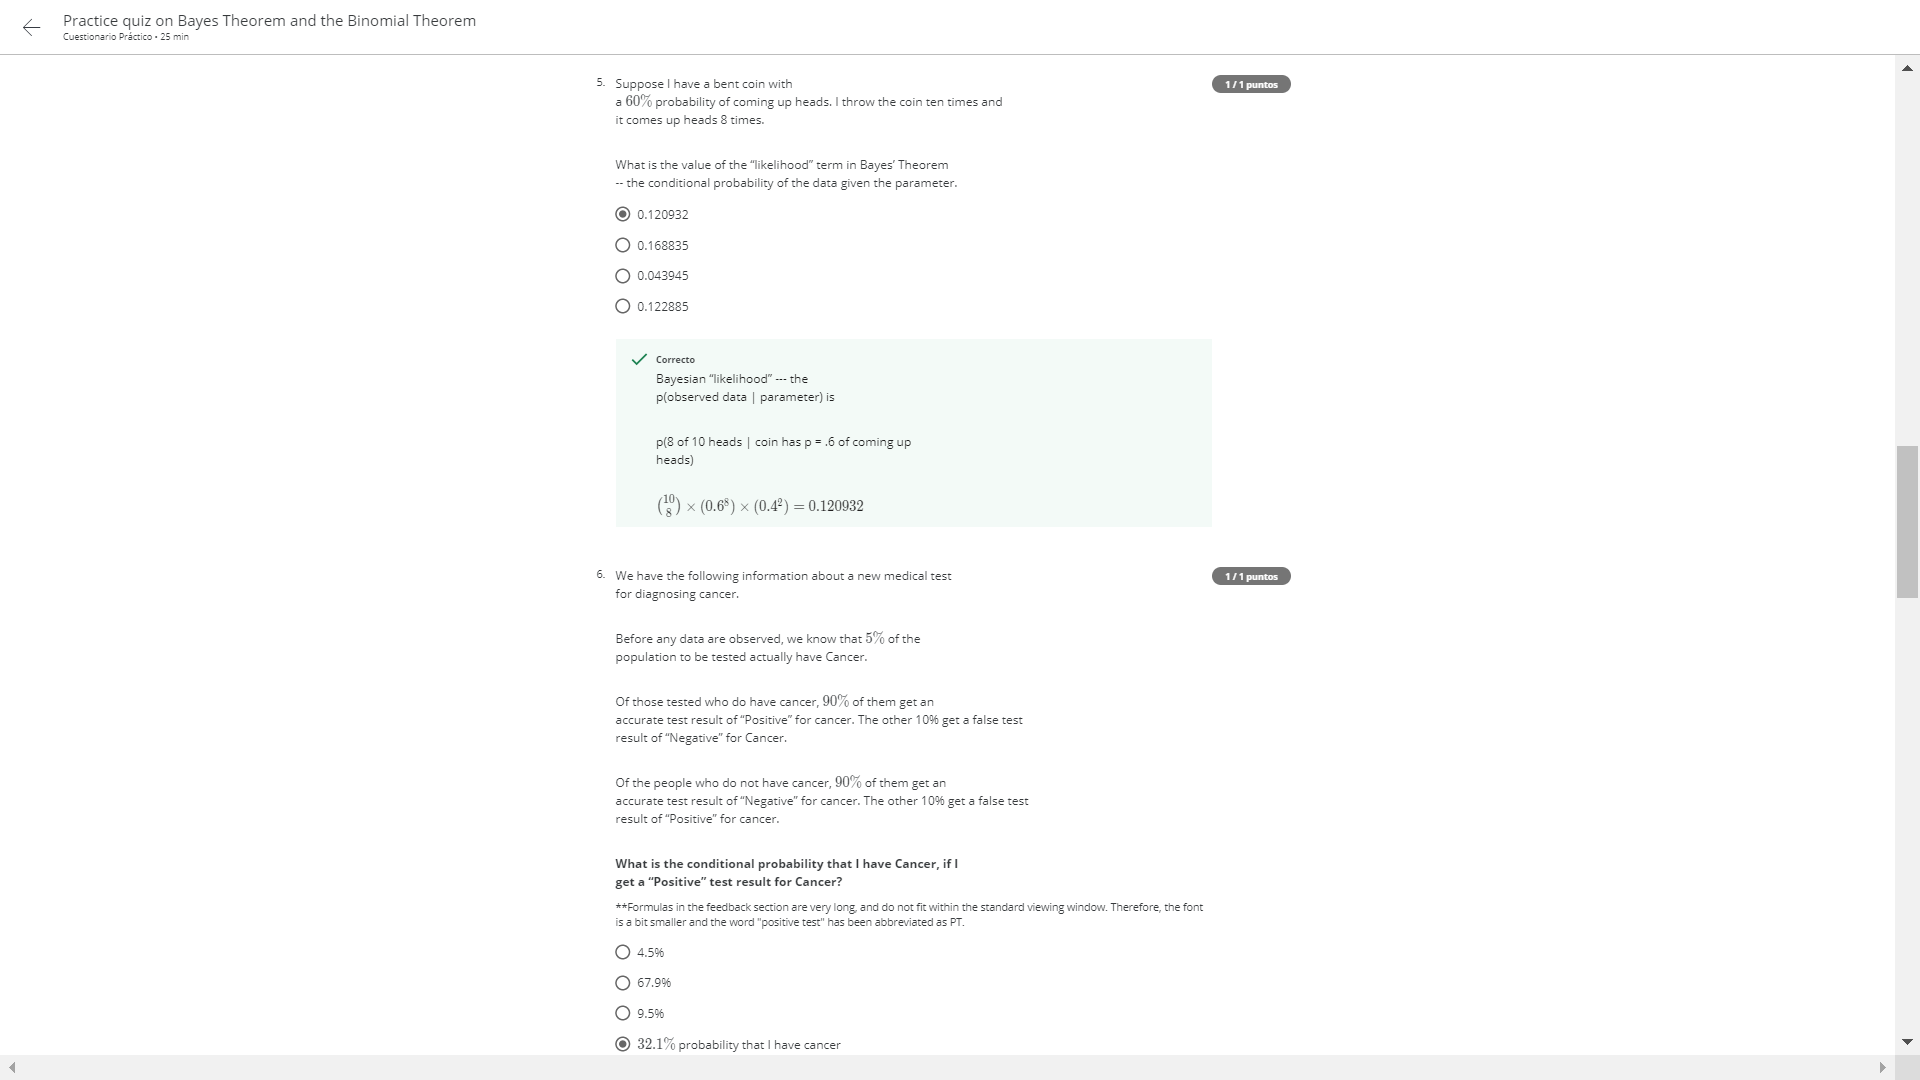 Practice quiz on Bayes Theorem and the Binomial Theorem
Cuestionario Práctico • 25 min
5. Suppose I have a bent coin with
a 60% probability of coming up heads. I throw the coin ten times and
it comes up heads 8 times.
1 / 1 puntos
What is the value of the “likelihood” term in Bayes’ Theorem
-- the conditional probability of the data given the parameter.
0.120932
0.168835
0.043945
0.122885
Correcto
Bayesian “likelihood” --- the
p(observed data | parameter) is
p(8 of 10 heads | coin has p = .6 of coming up
heads)
(10 8) × (0.6⁸) × (0.4²) = 0.120932
6. We have the following information about a new medical test
for diagnosing cancer.
1 / 1 puntos
Before any data are observed, we know that 5% of the
population to be tested actually have Cancer.
Of those tested who do have cancer, 90% of them get an
accurate test result of “Positive” for cancer. The other 10% get a false test
result of “Negative” for Cancer.
Of the people who do not have cancer, 90% of them get an
accurate test result of “Negative” for cancer. The other 10% get a false test
result of “Positive” for cancer.
What is the conditional probability that I have Cancer, if I
get a “Positive” test result for Cancer?
**Formulas in the feedback section are very long, and do not fit within the standard viewing window. Therefore, the font
is a bit smaller and the word "positive test" has been abbreviated as PT.
4.5%
67.9%
9.5%
32.1% probability that I have cancer